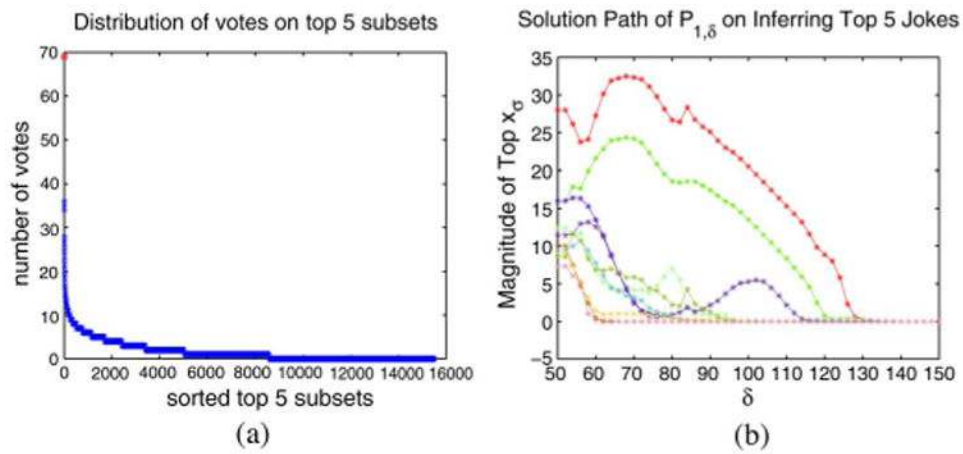 Distribution of votes on top 5 subsets
70
60
50
40
30
20
10
0
number of votes
0 2000 4000 6000 8000 10000 12000 14000 16000
sorted top 5 subsets
(a)
Solution Path of P1,δ on Inferring Top 5 Jokes
35
30
25
20
15
10
5
0
−5
Magnitude of Top xσ
50 60 70 80 90 100 110 120 130 140 150
δ
(b)